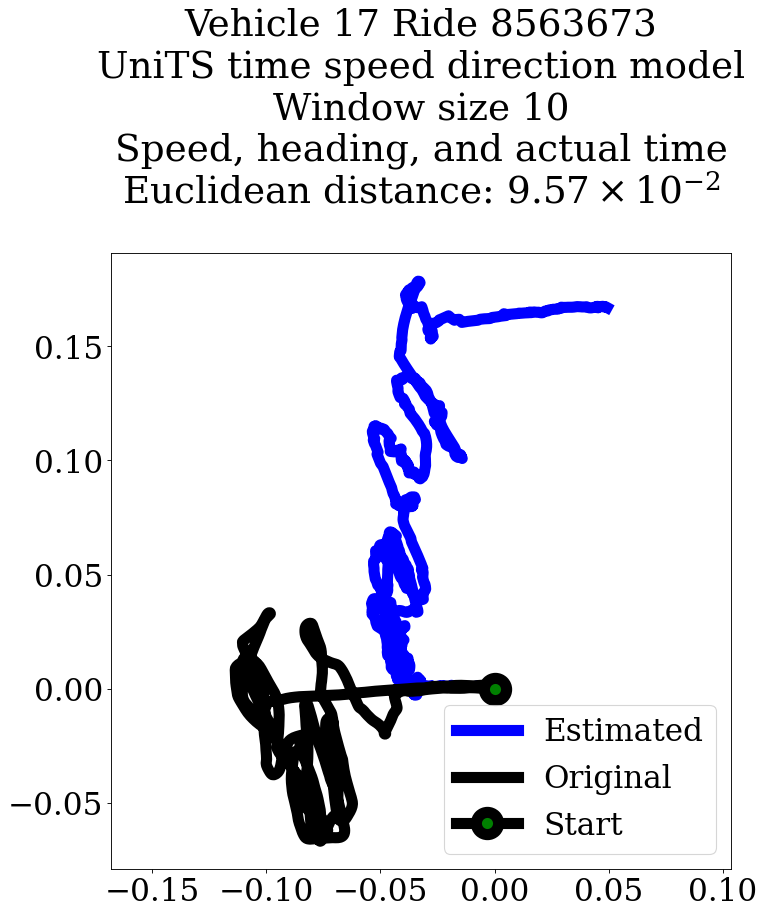 Vehicle 17 Ride 8563673
UniTS time speed direction model
Window size 10
Speed, heading, and actual time
Euclidean distance: 9.57 × 10⁻²
0.15
0.10
0.05
0.00
−0.05
Estimated
Original
Start
−0.15 −0.10 −0.05 0.00 0.05 0.10